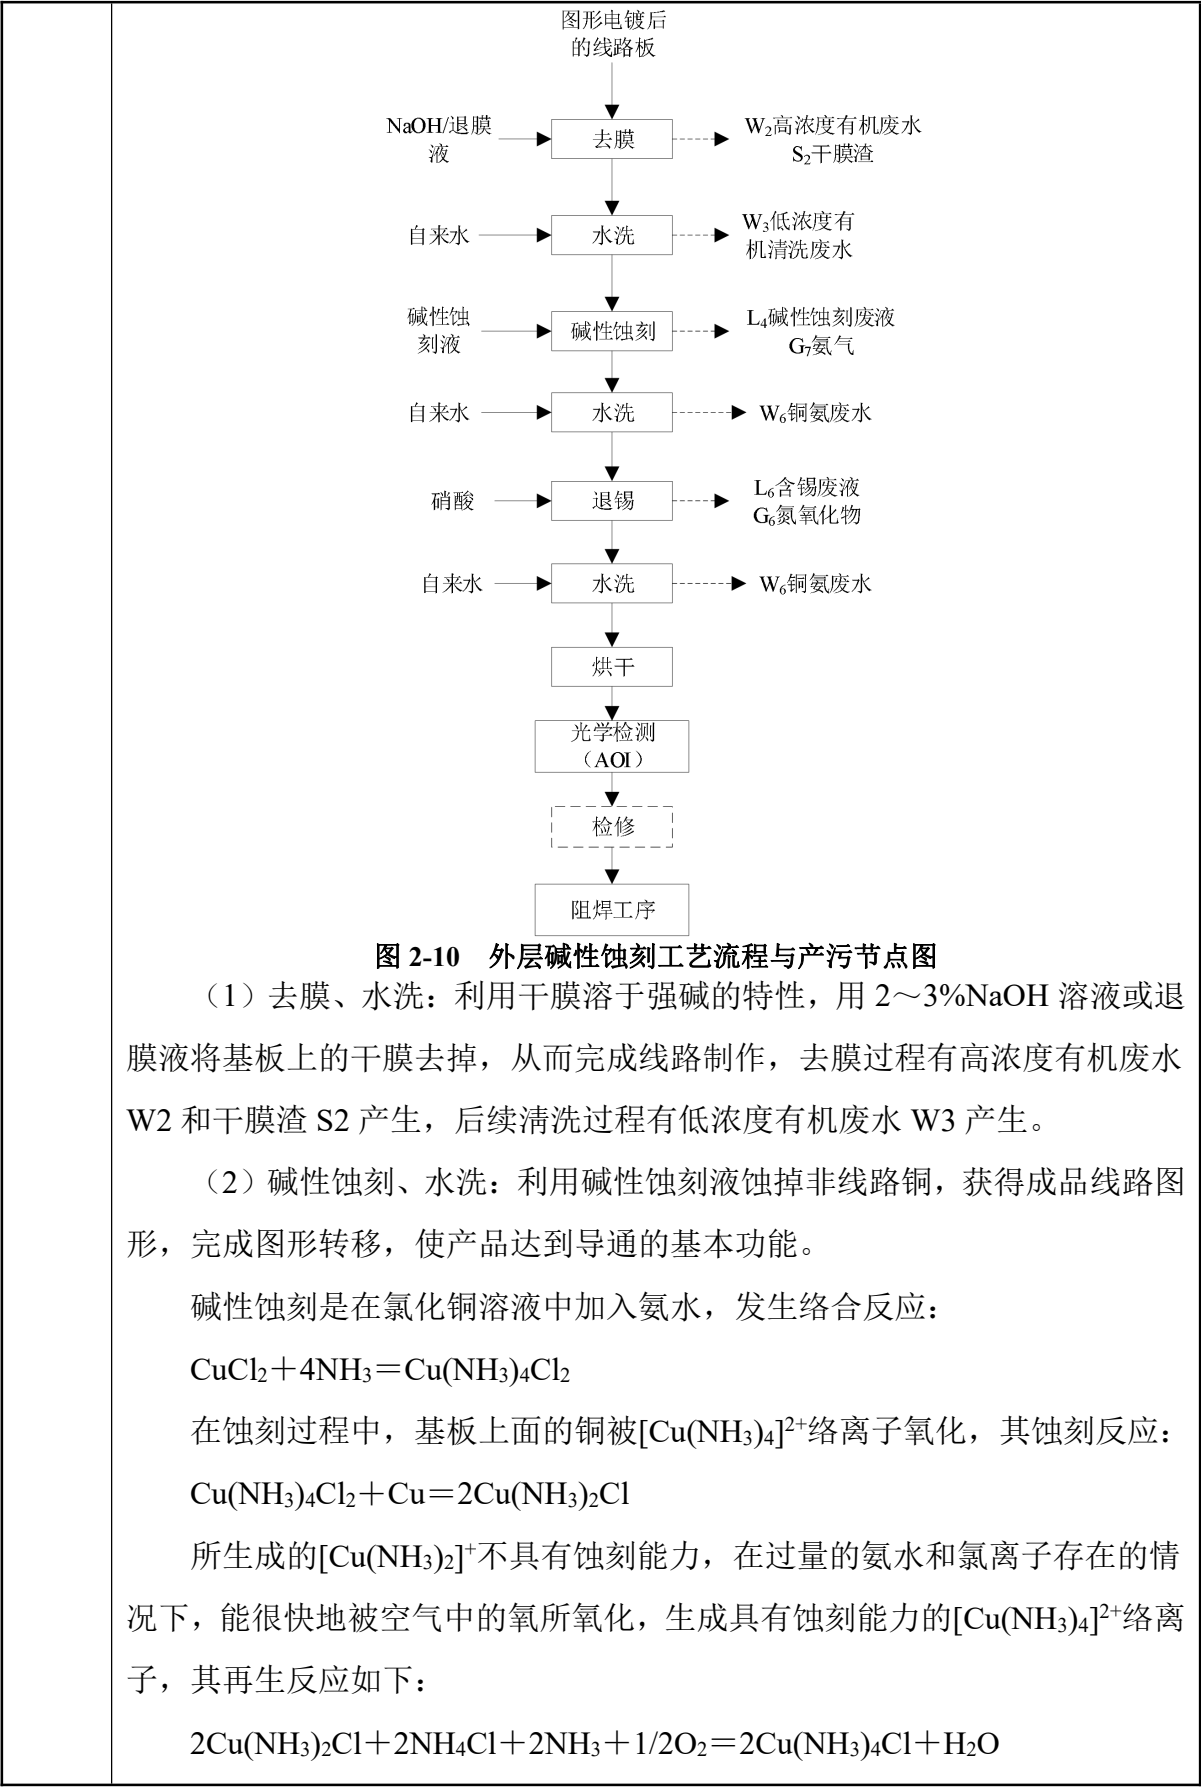 图形电镀后
的线路板
NaOH/退膜
液
去膜
W₂高浓度有机废水
S₂干膜渣
自来水
水洗
W₃低浓度有
机清洗废水
碱性蚀
刻液
碱性蚀刻
L₄碱性蚀刻废液
G₇氨气
自来水
水洗
W₆铜氨废水
硝酸
退锡
L₆含锡废液
G₆氮氧化物
自来水
水洗
W₆铜氨废水
烘干
光学检测
（AOI）
检修
阻焊工序
图 2-10　外层碱性蚀刻工艺流程与产污节点图
（1）去膜、水洗：利用干膜溶于强碱的特性，用 2～3%NaOH 溶液或退
膜液将基板上的干膜去掉，从而完成线路制作，去膜过程有高浓度有机废水
W2 和干膜渣 S2 产生，后续清洗过程有低浓度有机废水 W3 产生。
（2）碱性蚀刻、水洗：利用碱性蚀刻液蚀掉非线路铜，获得成品线路图
形，完成图形转移，使产品达到导通的基本功能。
碱性蚀刻是在氯化铜溶液中加入氨水，发生络合反应：
CuCl₂＋4NH₃＝Cu(NH₃)₄Cl₂
在蚀刻过程中，基板上面的铜被[Cu(NH₃)₄]²⁺络离子氧化，其蚀刻反应：
Cu(NH₃)₄Cl₂＋Cu＝2Cu(NH₃)₂Cl
所生成的[Cu(NH₃)₂]⁺不具有蚀刻能力，在过量的氨水和氯离子存在的情
况下，能很快地被空气中的氧所氧化，生成具有蚀刻能力的[Cu(NH₃)₄]²⁺络离
子，其再生反应如下：
2Cu(NH₃)₂Cl＋2NH₄Cl＋2NH₃＋1/2O₂＝2Cu(NH₃)₄Cl＋H₂O